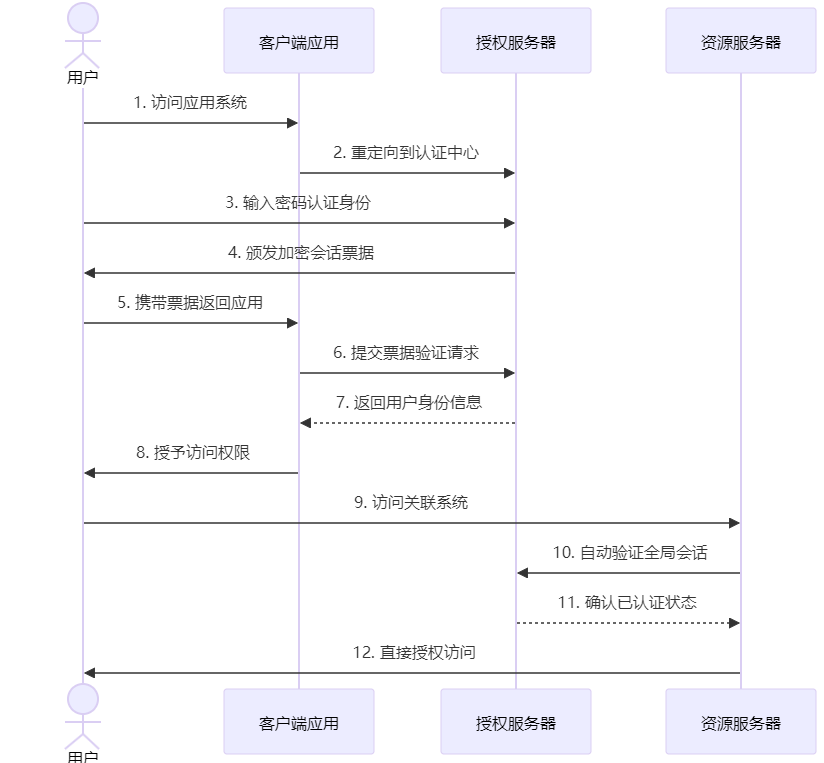 用户
客户端应用
授权服务器
资源服务器
1. 访问应用系统
2. 重定向到认证中心
3. 输入密码认证身份
4. 颁发加密会话票据
5. 携带票据返回应用
6. 提交票据验证请求
7. 返回用户身份信息
8. 授予访问权限
9. 访问关联系统
10. 自动验证全局会话
11. 确认已认证状态
12. 直接授权访问
用户
客户端应用
授权服务器
资源服务器